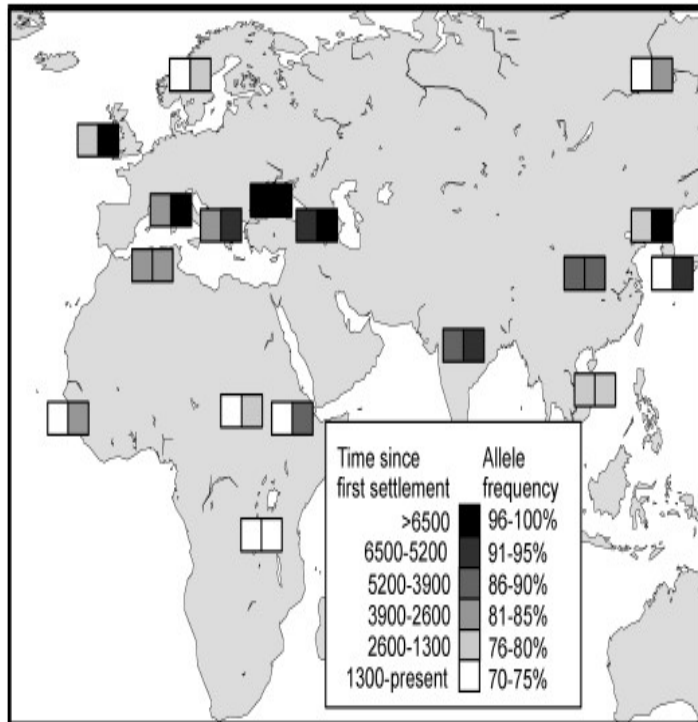 Time since Allele
first settlement frequency
>6500 96-100%
6500-5200 91-95%
5200-3900 86-90%
3900-2600 81-85%
2600-1300 76-80%
1300-present 70-75%